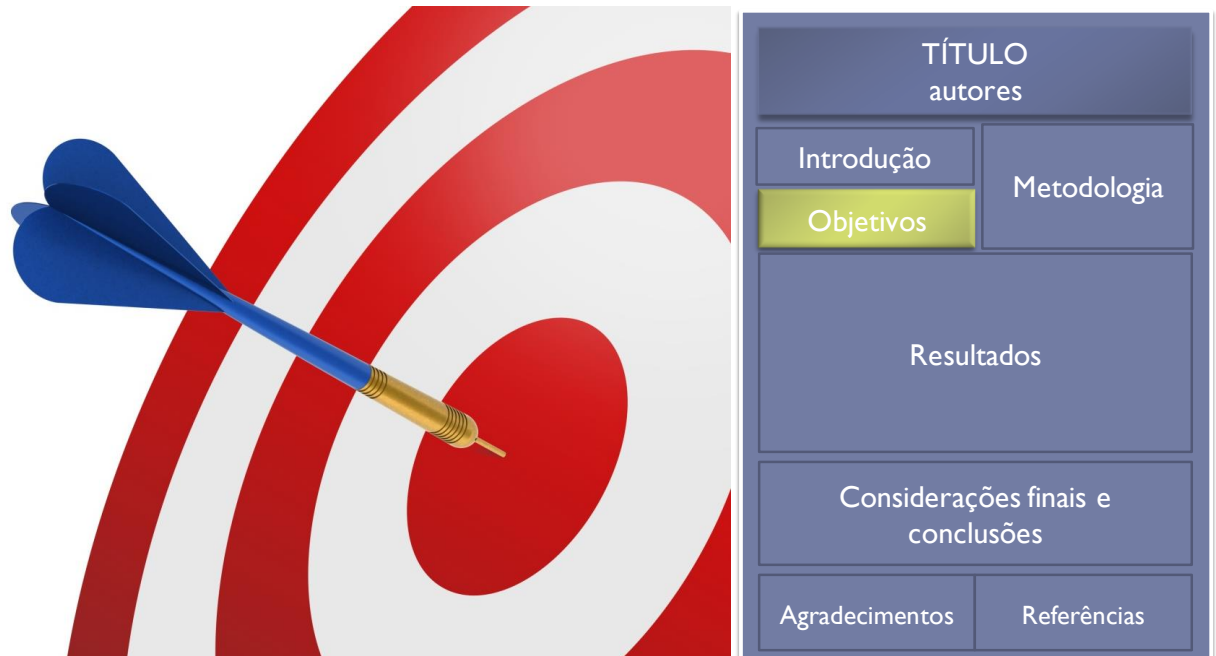 TÍTULO
autores
Introdução
Metodologia
Objetivos
Resultados
Considerações finais e
conclusões
Agradecimentos
Referências